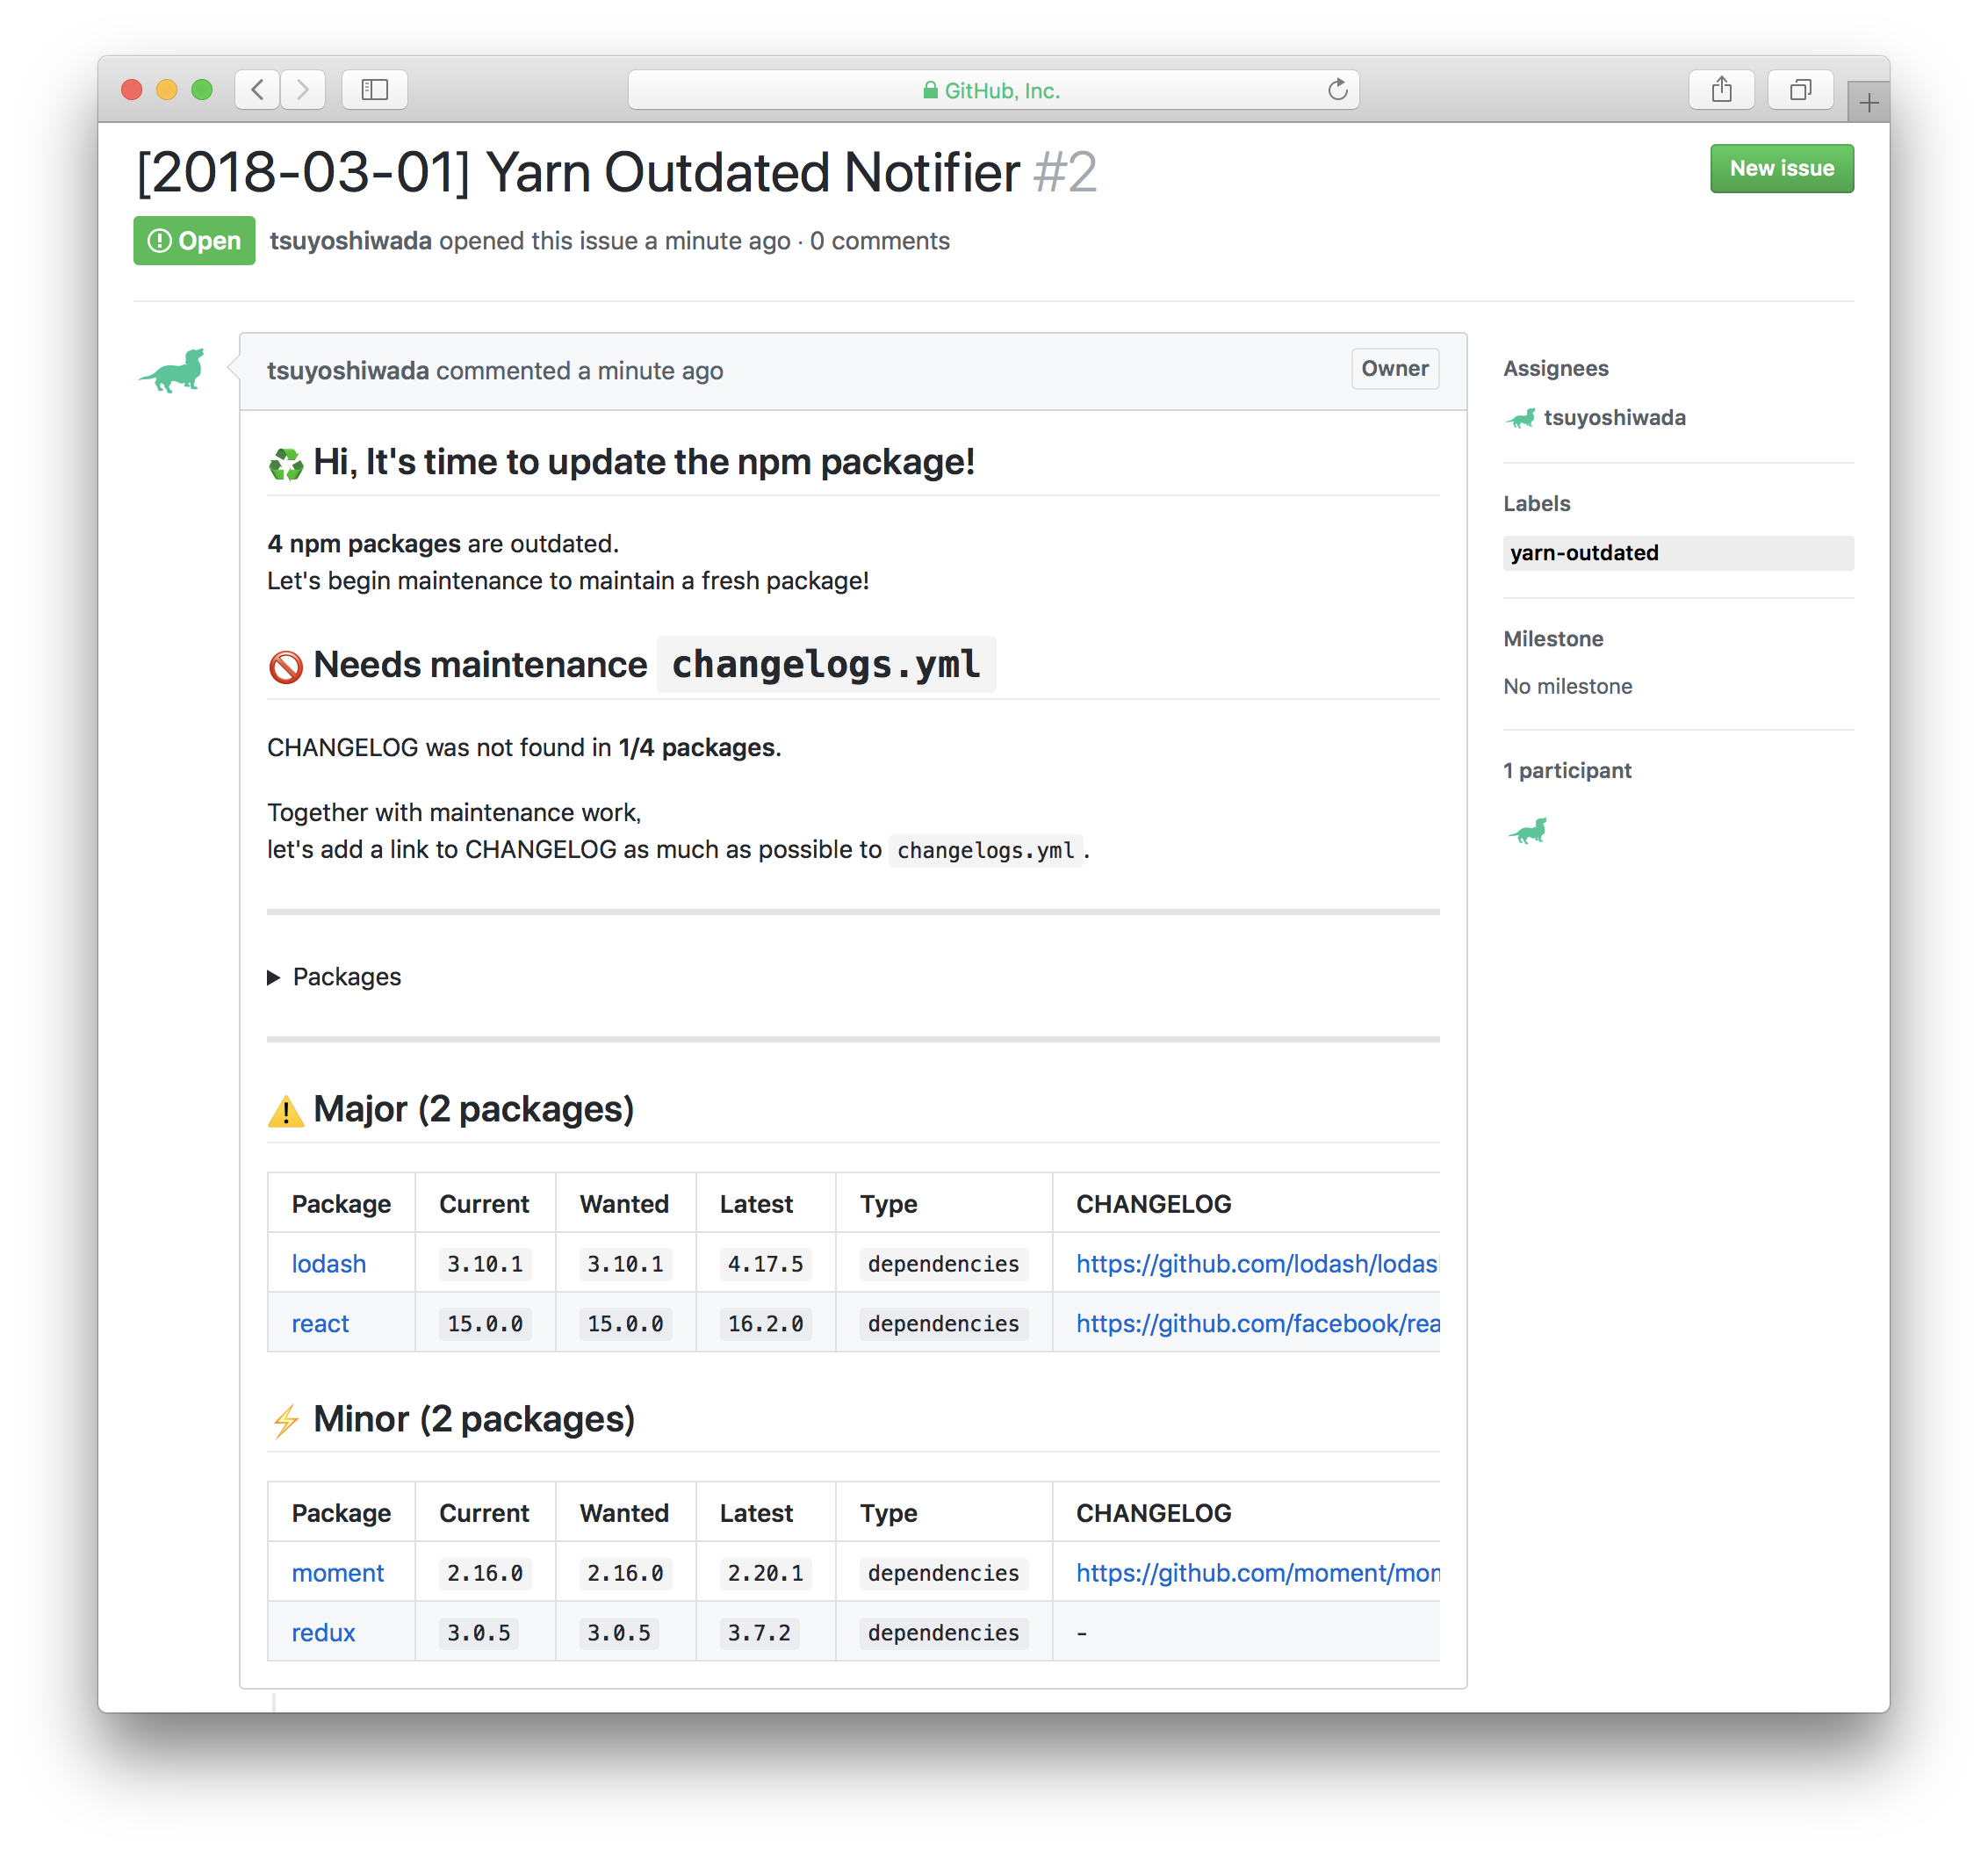 GitHub, Inc.
[2018-03-01] Yarn Outdated Notifier #2
New issue
Open
tsuyoshiwada opened this issue a minute ago · 0 comments
tsuyoshiwada commented a minute ago
Owner
Hi, It's time to update the npm package!
4 npm packages are outdated.
Let's begin maintenance to maintain a fresh package!
Needs maintenance changelogs.yml
CHANGELOG was not found in 1/4 packages.
Together with maintenance work,
let's add a link to CHANGELOG as much as possible to changelogs.yml.
Packages
Major (2 packages)
Package Current Wanted Latest Type CHANGELOG
lodash 3.10.1 3.10.1 4.17.5 dependencies https://github.com/lodash/lodas
react 15.0.0 15.0.0 16.2.0 dependencies https://github.com/facebook/rea
Minor (2 packages)
Package Current Wanted Latest Type CHANGELOG
moment 2.16.0 2.16.0 2.20.1 dependencies https://github.com/moment/mon
redux 3.0.5 3.0.5 3.7.2 dependencies -
Assignees
tsuyoshiwada
Labels
yarn-outdated
Milestone
No milestone
1 participant